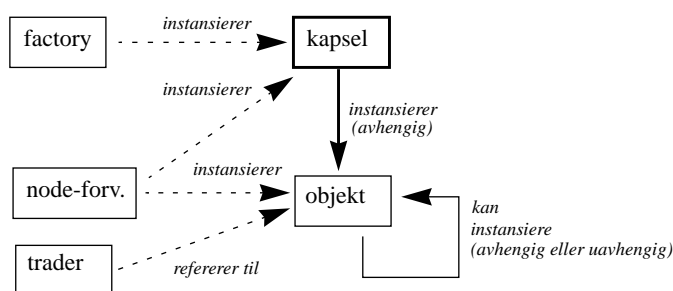 factory
instansierer
kapsel
instansierer
instansierer
(avhengig)
node-forv.
instansierer
objekt
kan
instansiere
(avhengig eller uavhengig)
trader
refererer til